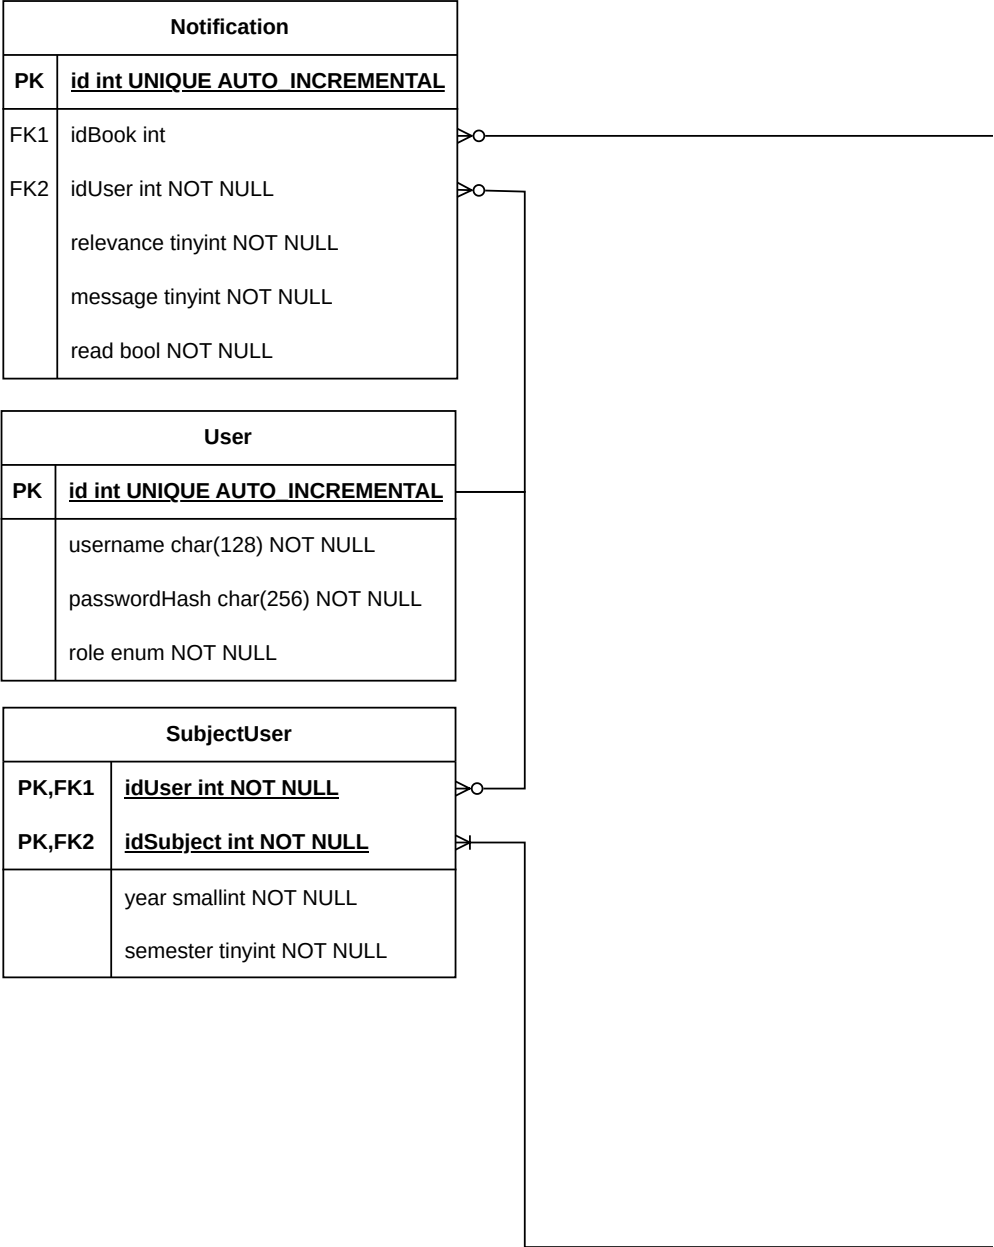 Notification
PK id int UNIQUE AUTO_INCREMENTAL
FK1 idBook int
FK2 idUser int NOT NULL
relevance tinyint NOT NULL
message tinyint NOT NULL
read bool NOT NULL
User
PK id int UNIQUE AUTO_INCREMENTAL
username char(128) NOT NULL
passwordHash char(256) NOT NULL
role enum NOT NULL
SubjectUser
PK,FK1 idUser int NOT NULL
PK,FK2 idSubject int NOT NULL
year smallint NOT NULL
semester tinyint NOT NULL